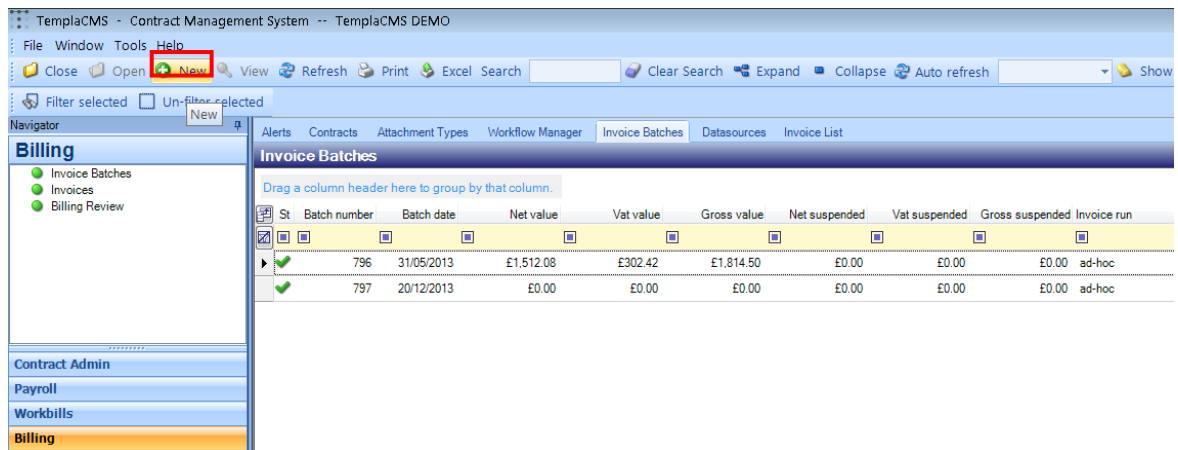 TemplaCMS - Contract Management System -- TemplaCMS DEMO
File Window Tools Help
Close Open New View Refresh Print Excel Search Clear Search Expand Collapse Auto refresh Show
Filter selected Un-filter selected
New
Navigator
Alerts Contracts Attachment Types Workflow Manager Invoice Batches Datasources Invoice List
Billing
Invoice Batches
Invoice Batches
Invoices
Billing Review
Drag a column header here to group by that column.
St Batch number Batch date Net value Vat value Gross value Net suspended Vat suspended Gross suspended Invoice run
796 31/05/2013 £1,512.08 £302.42 £1,814.50 £0.00 £0.00 £0.00 ad-hoc
797 20/12/2013 £0.00 £0.00 £0.00 £0.00 £0.00 £0.00 ad-hoc
Contract Admin
Payroll
Workbills
Billing